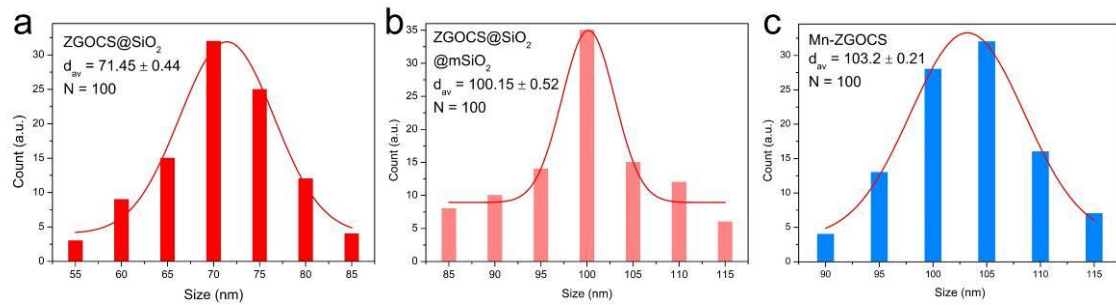 a
ZGOCS@SiO₂
dₐᵥ = 71.45 ± 0.44
N = 100
Count (a.u.)
30
25
20
15
10
5
0
55 60 65 70 75 80 85
Size (nm)
b
ZGOCS@SiO₂
@mSiO₂
dₐᵥ = 100.15 ± 0.52
N = 100
Count (a.u.)
35
30
25
20
15
10
5
0
85 90 95 100 105 110 115
Size (nm)
c
Mn-ZGOCS
dₐᵥ = 103.2 ± 0.21
N = 100
Count (a.u.)
30
25
20
15
10
5
0
90 95 100 105 110 115
Size (nm)